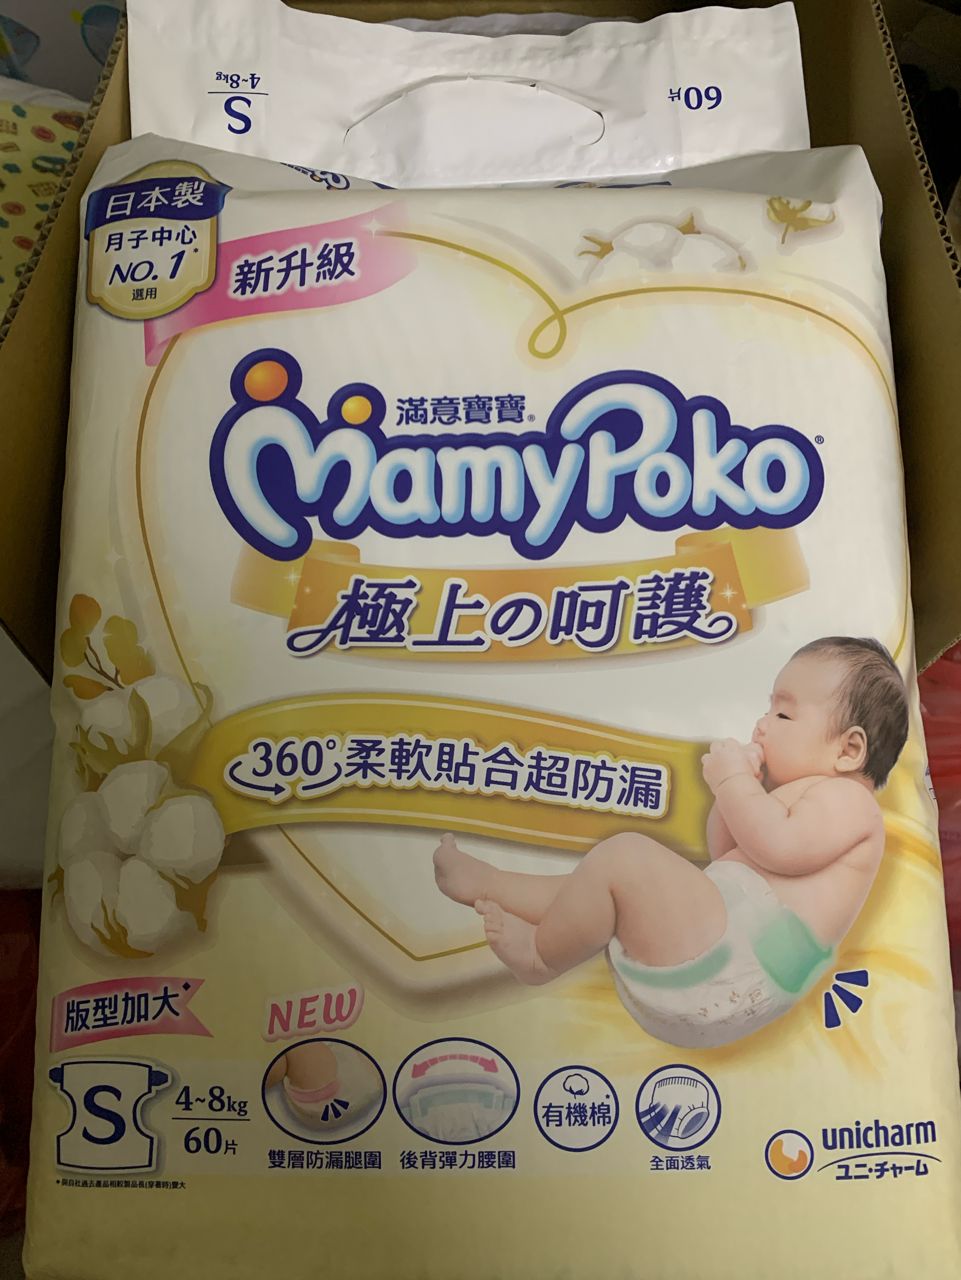 S
4~8kg
60片
日本製
月子中心
NO.1*
選用
新升級
滿意寶寶®
MamyPoko®
極上の呵護
360°柔軟貼合超防漏
版型加大◆
NEW
S
4~8kg
60片
雙層防漏腿圍
後背彈力腰圍
有機棉*
全面透氣
unicharm
ユニ・チャーム